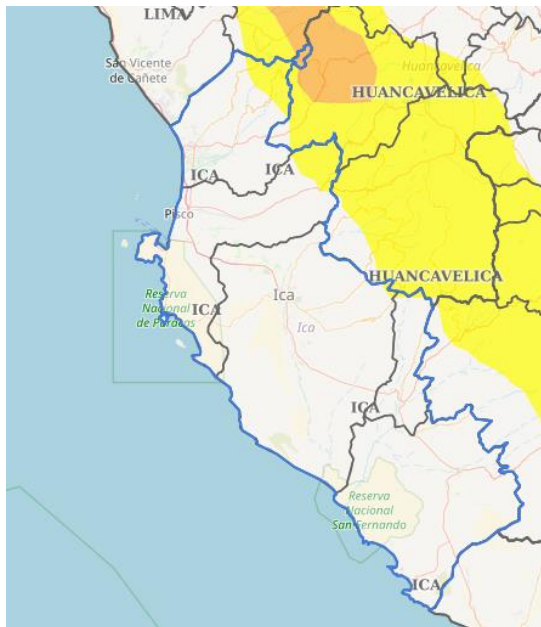 LIMA
San Vicente
de Cañete
Huancavelica
HUANCAVELICA
ICA
ICA
Pisco
HUANCAVELICA
Reserva
Nacional
de Paracas
ICA
Ica
Ica
ICA
Reserva
Nacional
San Fernando
ICA